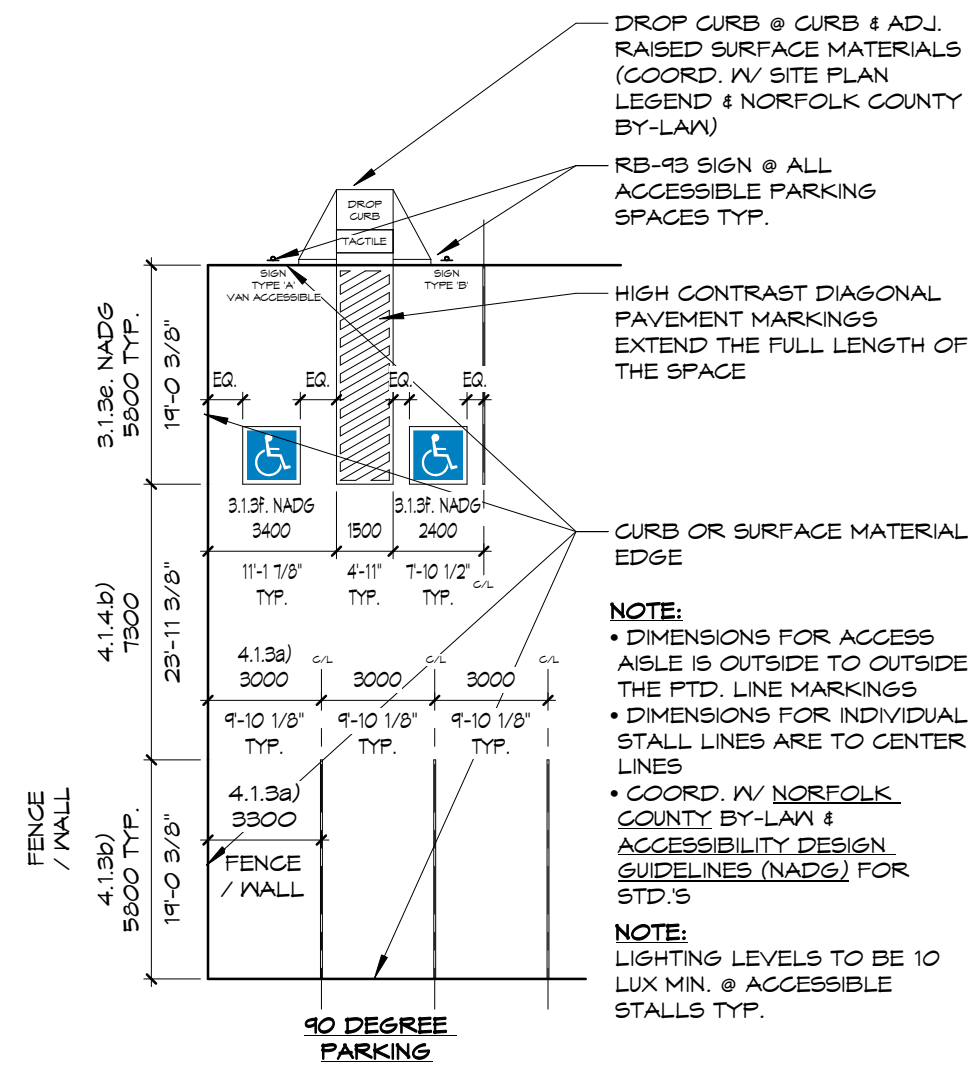 DROP CURB @ CURB & ADJ.
RAISED SURFACE MATERIALS
(COORD. W/ SITE PLAN
LEGEND & NORFOLK COUNTY
BY-LAW)
RB-93 SIGN @ ALL
ACCESSIBLE PARKING
SPACES TYP.
DROP
CURB
TACTILE
SIGN
TYPE 'A'
VAN ACCESSIBLE
SIGN
TYPE 'B'
HIGH CONTRAST DIAGONAL
PAVEMENT MARKINGS
EXTEND THE FULL LENGTH OF
THE SPACE
3.1.3e. NADG
5800 TYP.
19'-0 3/8"
EQ.
EQ.
EQ.
EQ.
3.1.3f. NADG
3400
1500
3.1.3f. NADG
2400
11'-1 7/8"
TYP.
4'-11"
7'-10 1/2"
TYP.
C/L
CURB OR SURFACE MATERIAL
EDGE
4.1.4.b)
7300
23'-11 3/8"
4.1.3a)
3000
C/L
3000
C/L
3000
C/L
9'-10 1/8"
TYP.
9'-10 1/8"
TYP.
9'-10 1/8"
TYP.
NOTE:
• DIMENSIONS FOR ACCESS
AISLE IS OUTSIDE TO OUTSIDE
THE PTD. LINE MARKINGS
• DIMENSIONS FOR INDIVIDUAL
STALL LINES ARE TO CENTER
LINES
• COORD. W/ NORFOLK
COUNTY BY-LAW &
ACCESSIBILITY DESIGN
GUIDELINES (NADG) FOR
STD.'S
NOTE:
LIGHTING LEVELS TO BE 10
LUX MIN. @ ACCESSIBLE
STALLS TYP.
FENCE
/ WALL
4.1.3b)
5800 TYP.
19'-0 3/8"
4.1.3a)
3300
FENCE
/ WALL
90 DEGREE
PARKING